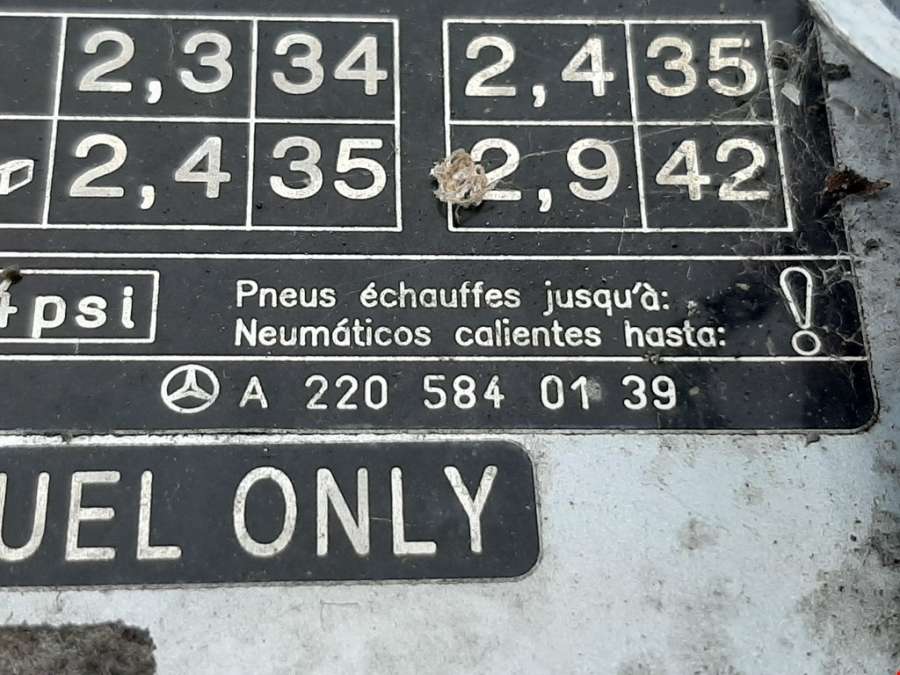 2,3 34 2,4 35
2,4 35 2,9 42
psi
Pneus échauffes jusqu'à:
Neumáticos calientes hasta: !
A 220 584 01 39
UEL ONLY